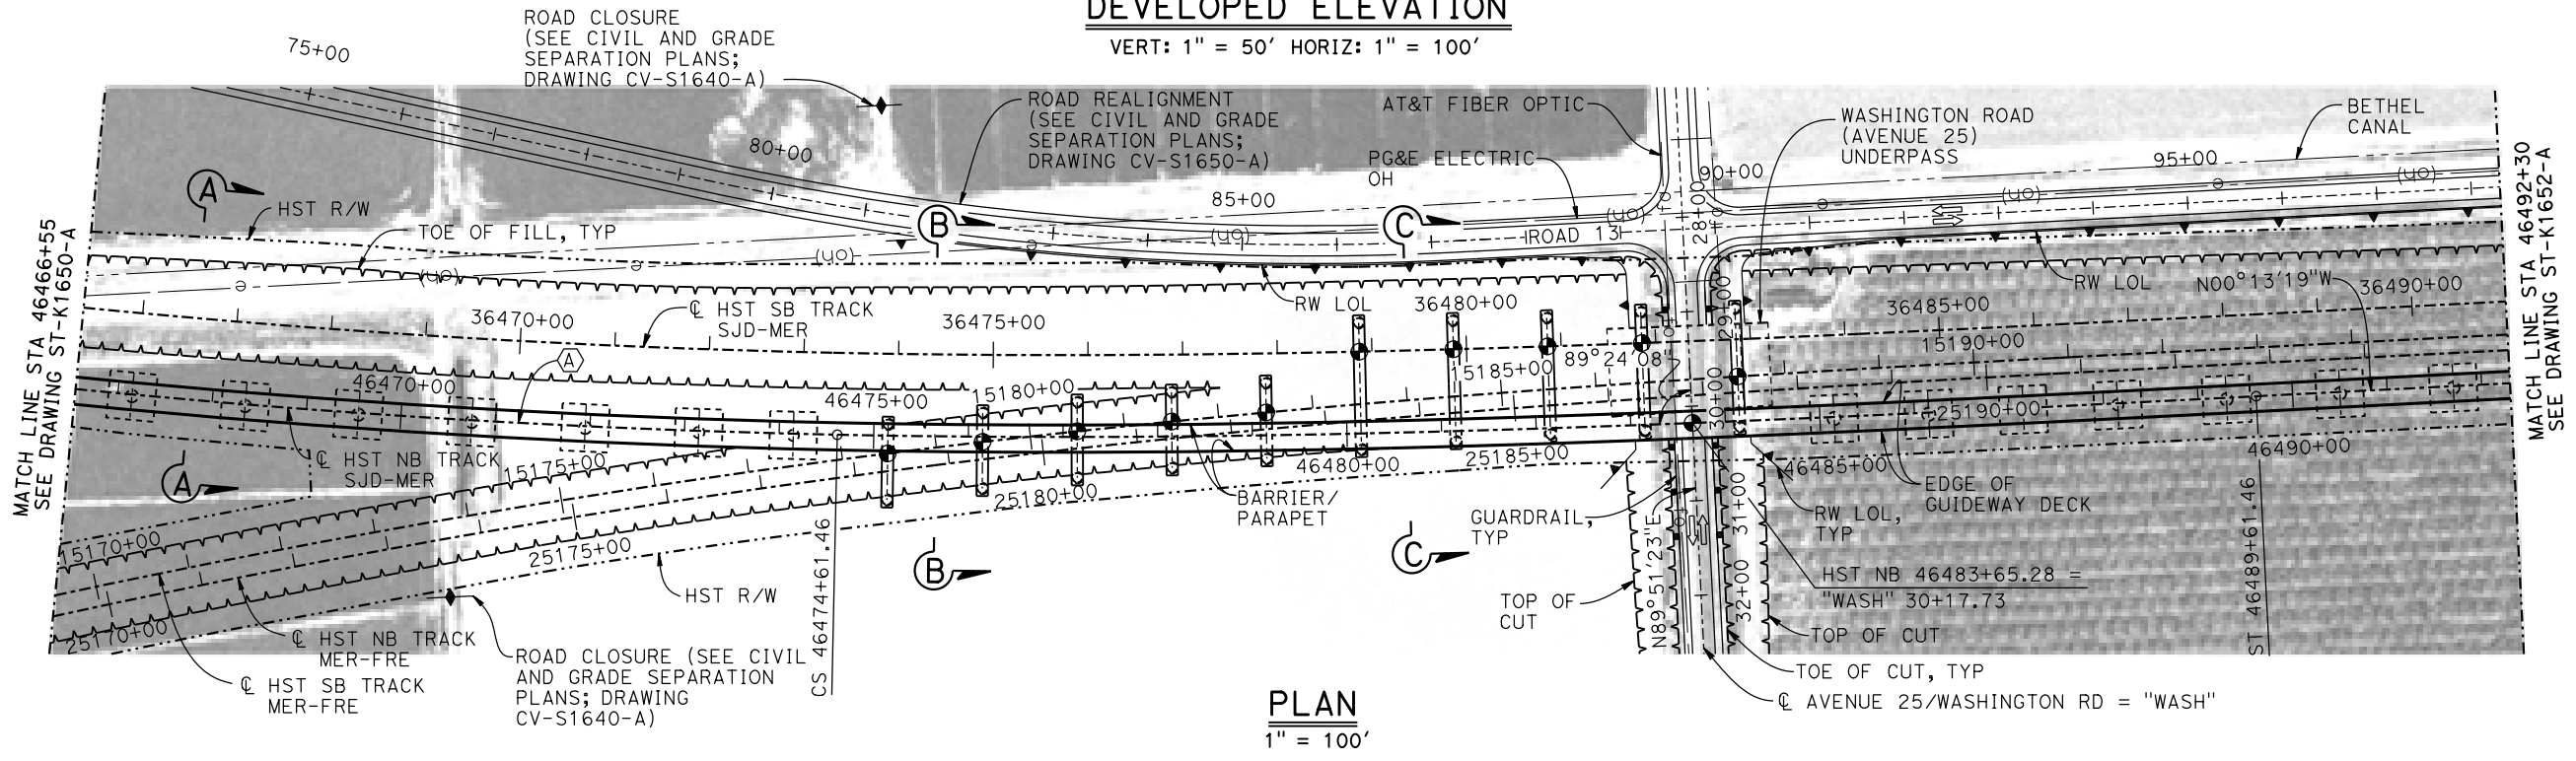 DEVELOPED ELEVATION
VERT: 1" = 50' HORIZ: 1" = 100'
ROAD CLOSURE
(SEE CIVIL AND GRADE
SEPARATION PLANS;
DRAWING CV-S1640-A)
75+00
80+00
ROAD REALIGNMENT
(SEE CIVIL AND GRADE
SEPARATION PLANS;
DRAWING CV-S1650-A)
AT&T FIBER OPTIC
PG&E ELECTRIC
OH
WASHINGTON ROAD
(AVENUE 25)
UNDERPASS
BETHEL
CANAL
85+00
90+00
95+00
A
B
C
HST R/W
TOE OF FILL, TYP
(oh)
(oh)
(oh)
(oh)
(oh)
(oh)
ROAD 13
28+00
29+00
30+00
31+00
32+00
RW LOL
RW LOL
N00°13'19"W
36470+00
36475+00
36480+00
36485+00
36490+00
℄ HST SB TRACK
SJD-MER
A
46470+00
46475+00
15180+00
15185+00
89°24'08"
15190+00
25190+00
℄ HST NB TRACK
SJD-MER
15175+00
46480+00
25185+00
46485+00
46490+00
15170+00
25175+00
25180+00
25170+00
A
B
C
BARRIER/
PARAPET
GUARDRAIL,
TYP
RW LOL,
TYP
EDGE OF
GUIDEWAY DECK
HST NB 46483+65.28 =
"WASH" 30+17.73
N89°51'23"E
CS 46474+61.46
ST 46489+61.46
HST R/W
℄ HST NB TRACK
MER-FRE
℄ HST SB TRACK
MER-FRE
ROAD CLOSURE (SEE CIVIL
AND GRADE SEPARATION
PLANS; DRAWING
CV-S1640-A)
TOP OF
CUT
TOP OF CUT
TOE OF CUT, TYP
℄ AVENUE 25/WASHINGTON RD = "WASH"
MATCH LINE STA 46466+55
SEE DRAWING ST-K1650-A
MATCH LINE STA 46492+30
SEE DRAWING ST-K1652-A
PLAN
1" = 100'